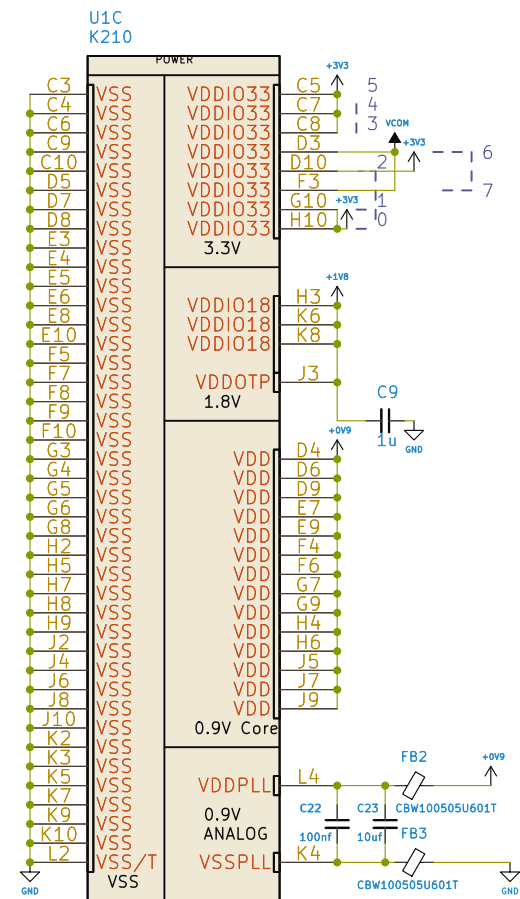 U1C
K210
POWER
C3 VSS VDDIO33 C5 +3V3 5
C4 VSS VDDIO33 C7 4
C6 VSS VDDIO33 C8 3 VCOM
C9 VSS VDDIO33 D3 +3V3 6
C10 VSS VDDIO33 D10 2
D5 VSS VDDIO33 F3 7
D7 VSS VDDIO33 G10 +3V3 1
D8 VSS VDDIO33 H10 0
E3 VSS 3.3V
E4 VSS
E5 VSS +1V8
E6 VSS VDDIO18 H3
E8 VSS VDDIO18 K6
E10 VSS VDDIO18 K8
F5 VSS
F7 VSS VDDOTP J3
F8 VSS 1.8V C9
F9 VSS 1u
F10 VSS +0V9 GND
G3 VSS VDD D4
G4 VSS VDD D6
G5 VSS VDD D9
G6 VSS VDD E7
G8 VSS VDD E9
H2 VSS VDD F4
H5 VSS VDD F6
H7 VSS VDD G7
H8 VSS VDD G9
H9 VSS VDD H4
J2 VSS VDD H6
J4 VSS VDD J5
J6 VSS VDD J7
J8 VSS VDD J9
J10 VSS 0.9V Core
K2 VSS
K3 VSS FB2 +0V9
K5 VSS VDDPLL L4
K7 VSS 0.9V C22 C23 CBW100505U601T
K9 VSS ANALOG 100nf 10uf FB3
K10 VSS
L2 VSS/T VSSPLL K4
VSS CBW100505U601T
GND GND